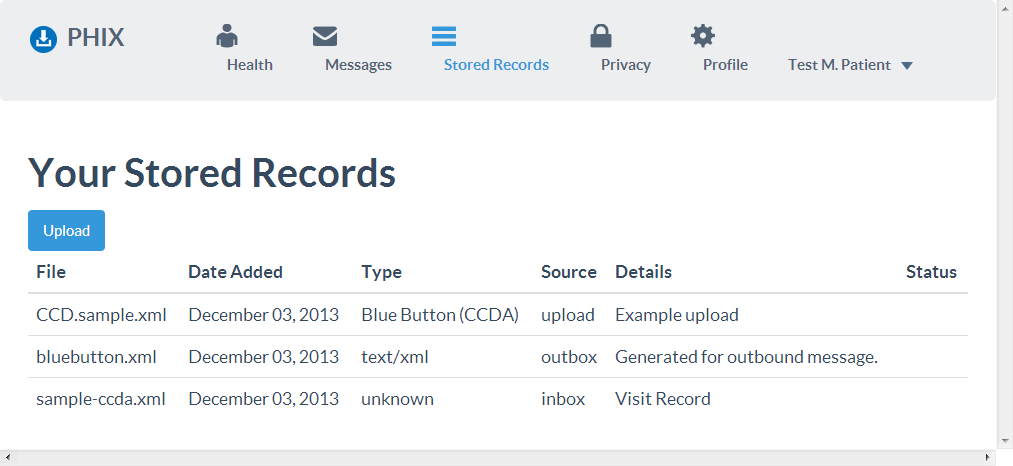 PHIX
Health Messages Stored Records Privacy Profile Test M. Patient
Your Stored Records
Upload
File Date Added Type Source Details Status
CCD.sample.xml December 03, 2013 Blue Button (CCDA) upload Example upload
bluebutton.xml December 03, 2013 text/xml outbox Generated for outbound message.
sample-ccda.xml December 03, 2013 unknown inbox Visit Record